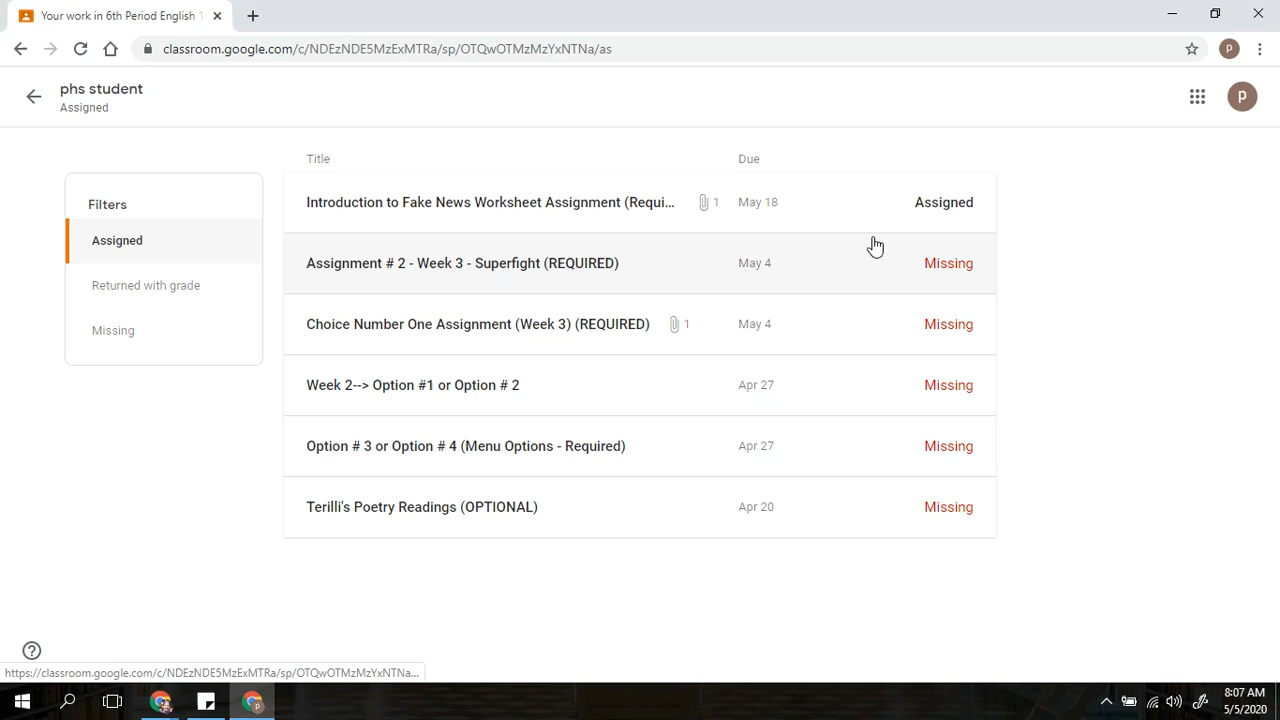 Your work in 6th Period English T
classroom.google.com/c/NDEzNDE5MzExMTRa/sp/OTQwOTMzMzYxNTNa/as
p
phs student
Assigned
p
Title Due
Filters
Assigned
Returned with grade
Missing
Introduction to Fake News Worksheet Assignment (Requi... 1 May 18 Assigned
Assignment # 2 - Week 3 - Superfight (REQUIRED) May 4 Missing
Choice Number One Assignment (Week 3) (REQUIRED) 1 May 4 Missing
Week 2--> Option #1 or Option # 2 Apr 27 Missing
Option # 3 or Option # 4 (Menu Options - Required) Apr 27 Missing
Terilli's Poetry Readings (OPTIONAL) Apr 20 Missing
https://classroom.google.com/c/NDEzNDE5MzExMTRa/sp/OTQwOTMzMzYxNTNa...
8:07 AM
5/5/2020